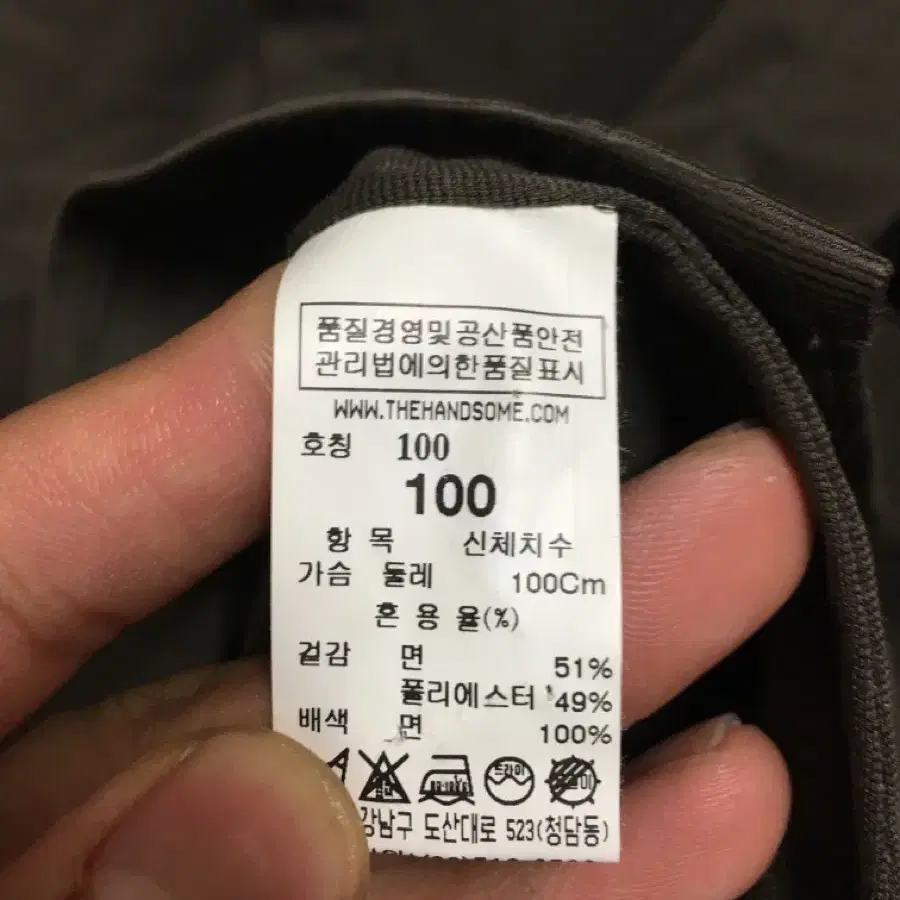 품질경영및공산품안전
관리법에의한품질표시
WWW.THEHANDSOME.COM
호칭 100
100
항 목 신체치수
가슴 둘레 100Cm
혼 용 율(%)
겉감 면 51%
폴리에스터 49%
배색 면 100%
드라이
강남구 도산대로 523(청담동)